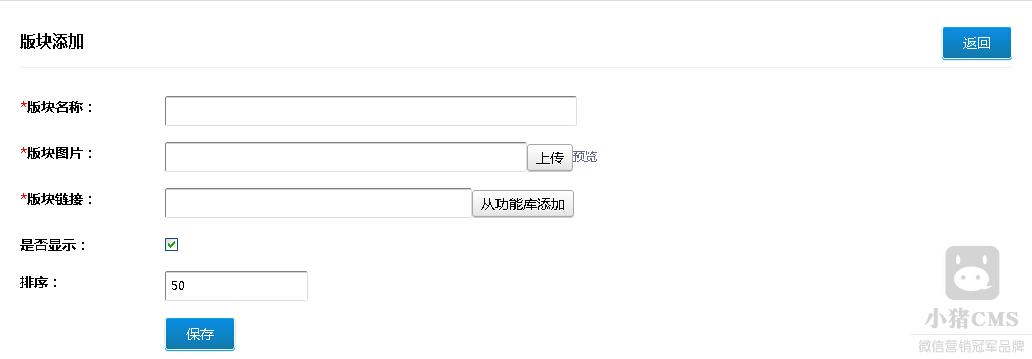 版块添加
返回
*版块名称：
*版块图片：
上传 预览
*版块链接：
从功能库添加
是否显示：
排序：
50
保存
小猪CMS
微信营销冠军品牌